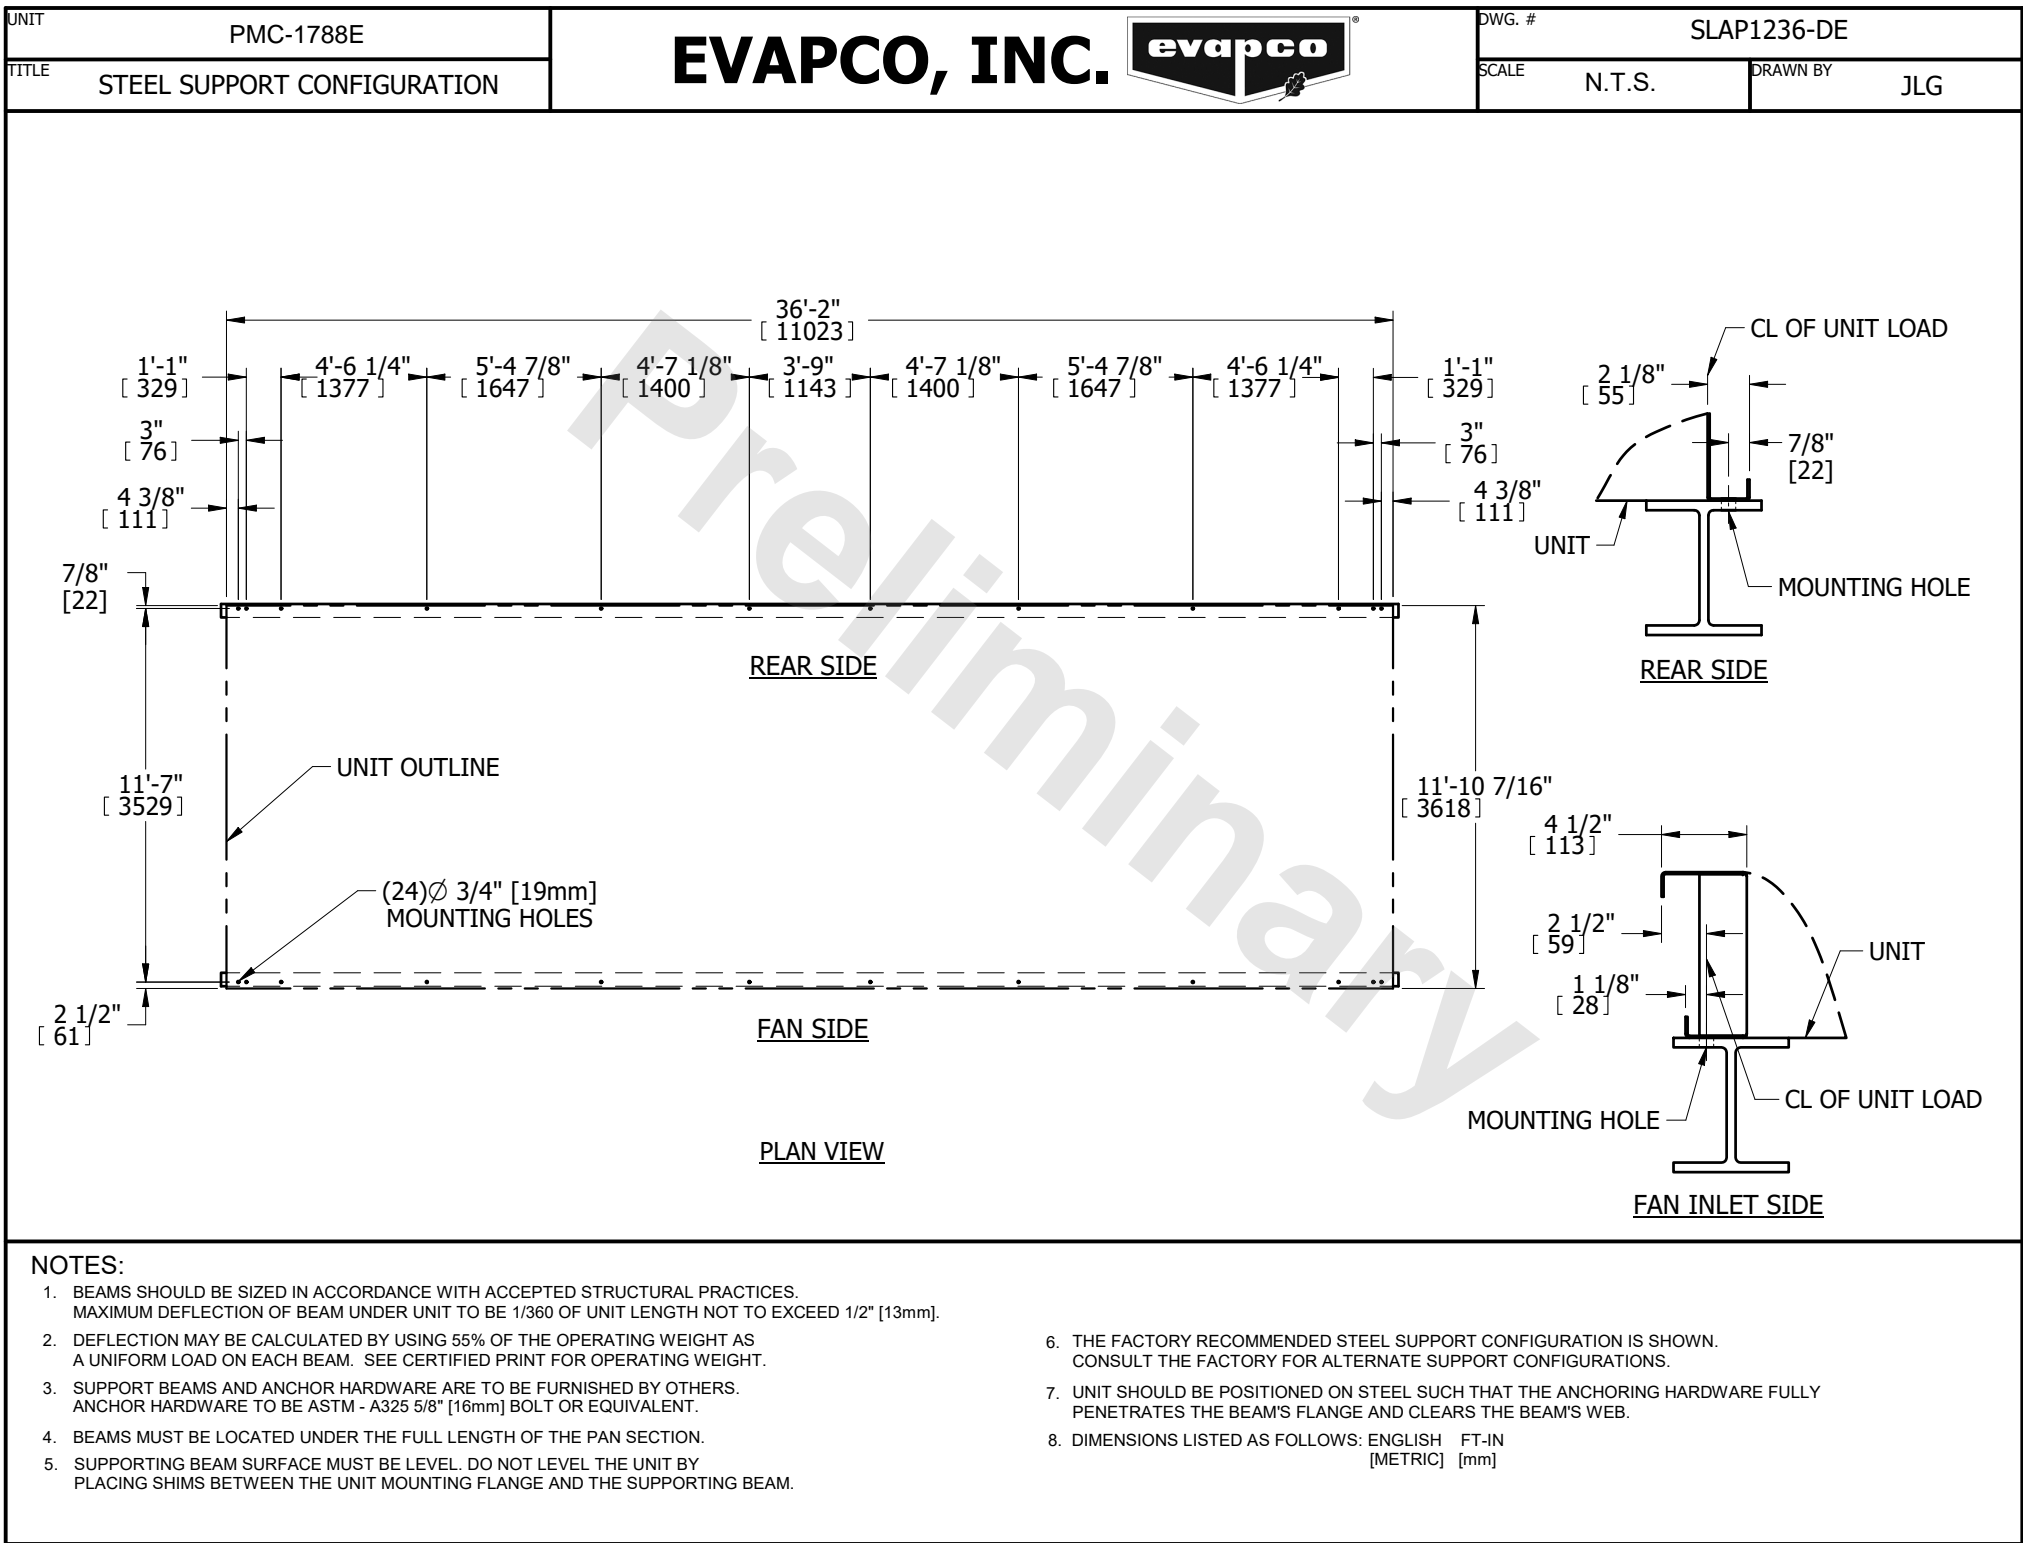 UNIT
PMC-1788E
TITLE
STEEL SUPPORT CONFIGURATION
EVAPCO, INC.
evapco
®
DWG. #
SLAP1236-DE
SCALE
N.T.S.
DRAWN BY
JLG
36'-2"
[ 11023 ]
1'-1"
[ 329 ]
4'-6 1/4"
[ 1377 ]
5'-4 7/8"
[ 1647 ]
4'-7 1/8"
[ 1400 ]
3'-9"
[ 1143 ]
4'-7 1/8"
[ 1400 ]
5'-4 7/8"
[ 1647 ]
4'-6 1/4"
[ 1377 ]
1'-1"
[ 329 ]
3"
[ 76 ]
3"
[ 76 ]
4 3/8"
[ 111 ]
4 3/8"
[ 111 ]
7/8"
[22]
REAR SIDE
UNIT OUTLINE
11'-7"
[ 3529 ]
11'-10 7/16"
[ 3618 ]
(24)Ø 3/4" [19mm]
MOUNTING HOLES
2 1/2"
[ 61 ]
FAN SIDE
PLAN VIEW
Preliminary
CL OF UNIT LOAD
2 1/8"
[ 55 ]
7/8"
[22]
UNIT
MOUNTING HOLE
REAR SIDE
4 1/2"
[ 113 ]
2 1/2"
[ 59 ]
UNIT
1 1/8"
[ 28 ]
CL OF UNIT LOAD
MOUNTING HOLE
FAN INLET SIDE
NOTES:
1. BEAMS SHOULD BE SIZED IN ACCORDANCE WITH ACCEPTED STRUCTURAL PRACTICES.
MAXIMUM DEFLECTION OF BEAM UNDER UNIT TO BE 1/360 OF UNIT LENGTH NOT TO EXCEED 1/2" [13mm].
2. DEFLECTION MAY BE CALCULATED BY USING 55% OF THE OPERATING WEIGHT AS
A UNIFORM LOAD ON EACH BEAM. SEE CERTIFIED PRINT FOR OPERATING WEIGHT.
3. SUPPORT BEAMS AND ANCHOR HARDWARE ARE TO BE FURNISHED BY OTHERS.
ANCHOR HARDWARE TO BE ASTM - A325 5/8" [16mm] BOLT OR EQUIVALENT.
4. BEAMS MUST BE LOCATED UNDER THE FULL LENGTH OF THE PAN SECTION.
5. SUPPORTING BEAM SURFACE MUST BE LEVEL. DO NOT LEVEL THE UNIT BY
PLACING SHIMS BETWEEN THE UNIT MOUNTING FLANGE AND THE SUPPORTING BEAM.
6. THE FACTORY RECOMMENDED STEEL SUPPORT CONFIGURATION IS SHOWN.
CONSULT THE FACTORY FOR ALTERNATE SUPPORT CONFIGURATIONS.
7. UNIT SHOULD BE POSITIONED ON STEEL SUCH THAT THE ANCHORING HARDWARE FULLY
PENETRATES THE BEAM'S FLANGE AND CLEARS THE BEAM'S WEB.
8. DIMENSIONS LISTED AS FOLLOWS: ENGLISH FT-IN
[METRIC] [mm]